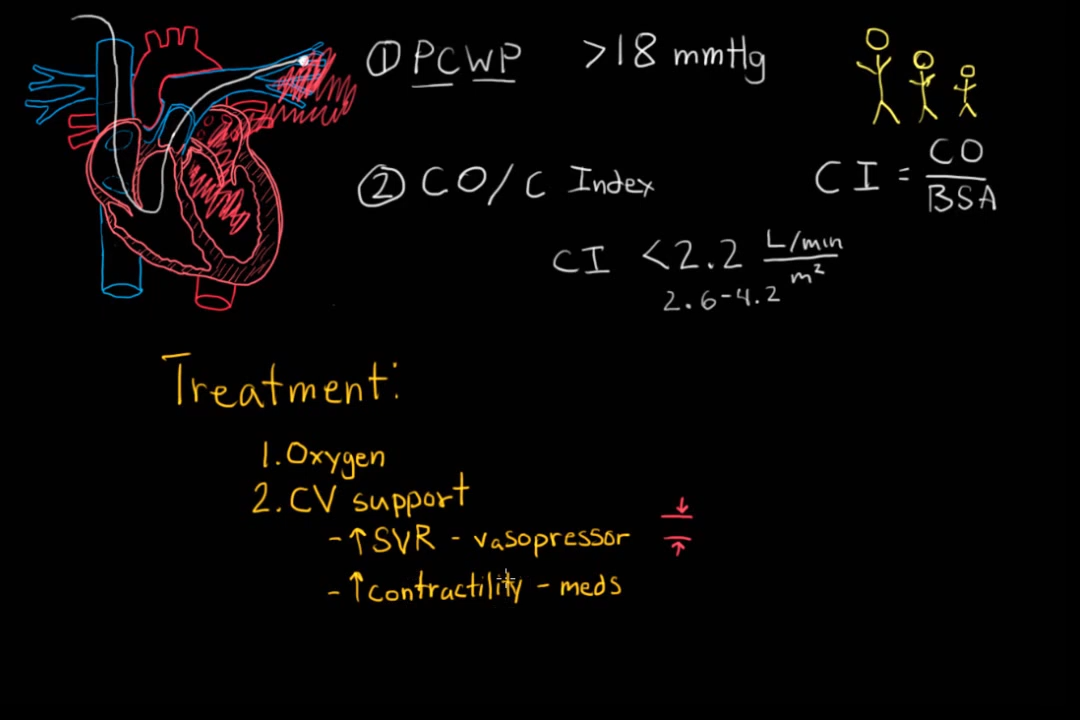 ① PCWP >18 mmHg
② CO/C Index
CI = CO/BSA
CI <2.2 L/min/m²
2.6-4.2
Treatment:
1. Oxygen
2. CV support
- ↑SVR - vasopressor
- ↑contractility - meds